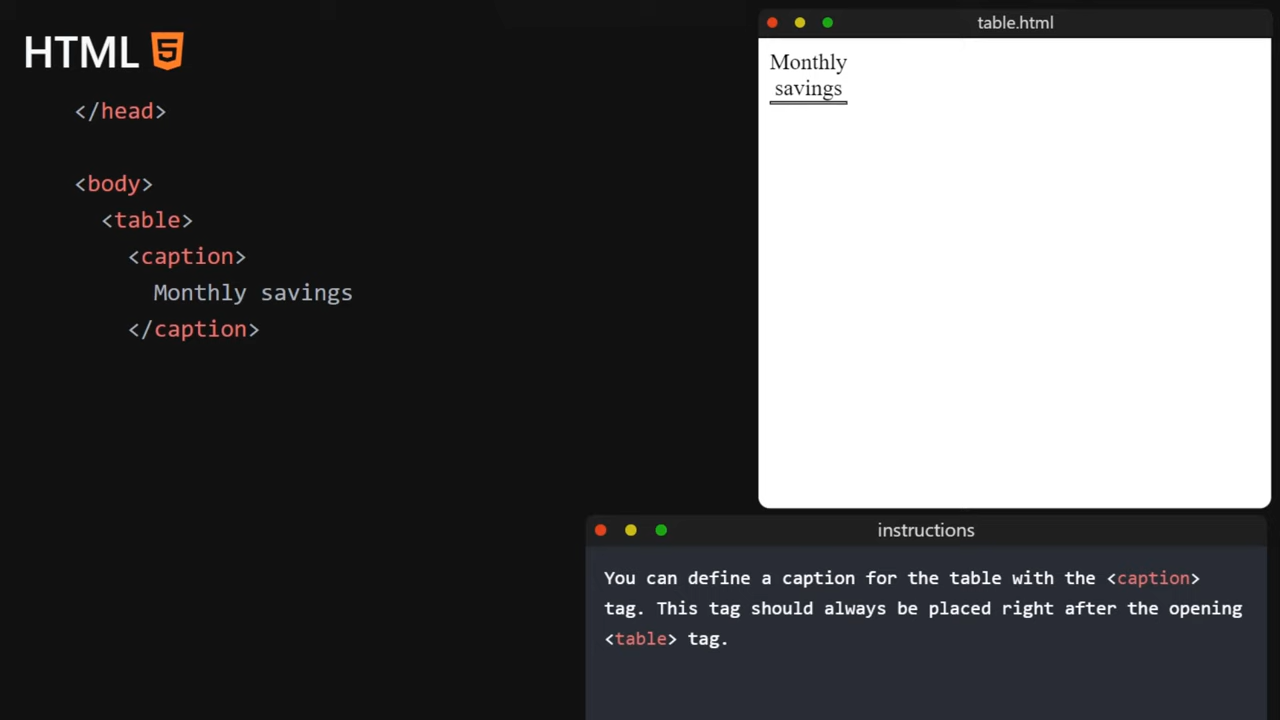 HTML 5
</head>
<body>
<table>
<caption>
Monthly savings
</caption>
table.html
Monthly
savings
instructions
You can define a caption for the table with the <caption>
tag. This tag should always be placed right after the opening
<table> tag.